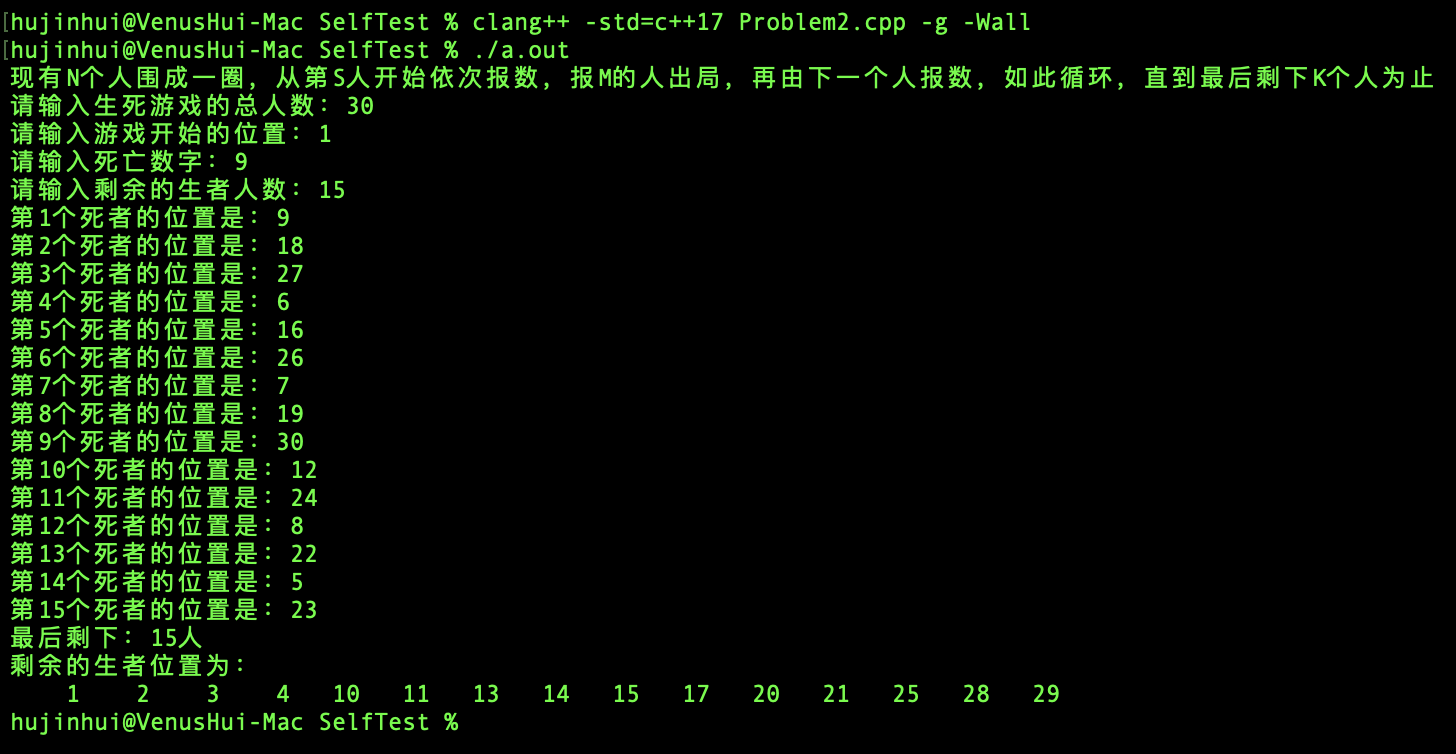 [hujinhui@VenusHui-Mac SelfTest % clang++ -std=c++17 Problem2.cpp -g -Wall
[hujinhui@VenusHui-Mac SelfTest % ./a.out
现有N个人围成一圈，从第S人开始依次报数，报M的人出局，再由下一个人报数，如此循环，直到最后剩下K个人为止
请输入生死游戏的总人数：30
请输入游戏开始的位置：1
请输入死亡数字：9
请输入剩余的生者人数：15
第1个死者的位置是：9
第2个死者的位置是：18
第3个死者的位置是：27
第4个死者的位置是：6
第5个死者的位置是：16
第6个死者的位置是：26
第7个死者的位置是：7
第8个死者的位置是：19
第9个死者的位置是：30
第10个死者的位置是：12
第11个死者的位置是：24
第12个死者的位置是：8
第13个死者的位置是：22
第14个死者的位置是：5
第15个死者的位置是：23
最后剩下：15人
剩余的生者位置为：
1 2 3 4 10 11 13 14 15 17 20 21 25 28 29
hujinhui@VenusHui-Mac SelfTest %